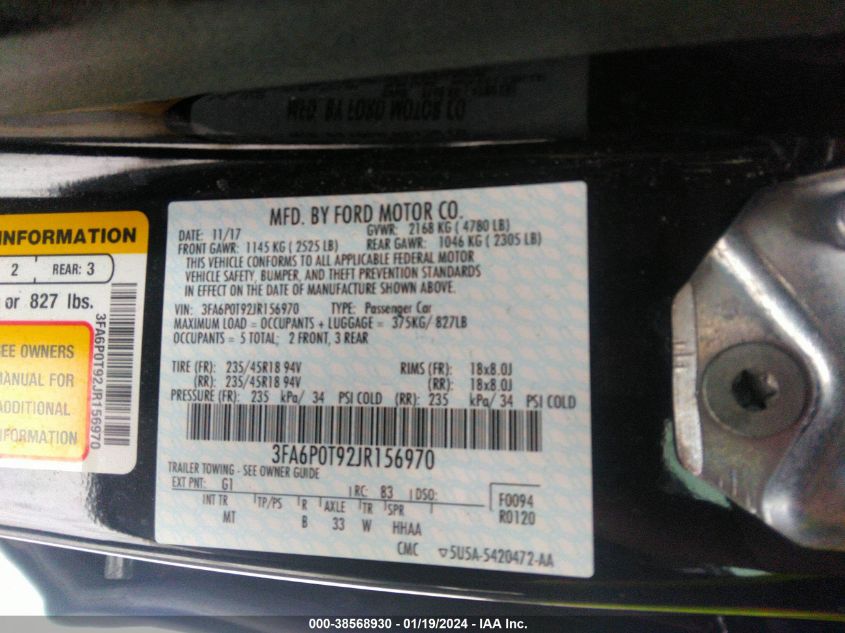 MFD. BY FORD MOTOR CO
INFORMATION
2 REAR: 3
or 827 lbs.
SEE OWNERS
MANUAL FOR
ADDITIONAL
INFORMATION
3FA6P0T92JR156970
MFD. BY FORD MOTOR CO.
DATE: 11/17 GVWR: 2168 KG ( 4780 LB)
FRONT GAWR: 1145 KG ( 2525 LB) REAR GAWR: 1046 KG ( 2305 LB)
THIS VEHICLE CONFORMS TO ALL APPLICABLE FEDERAL MOTOR
VEHICLE SAFETY, BUMPER, AND THEFT PREVENTION STANDARDS
IN EFFECT ON THE DATE OF MANUFACTURE SHOWN ABOVE.
VIN: 3FA6P0T92JR156970 TYPE: Passenger Car
MAXIMUM LOAD = OCCUPANTS + LUGGAGE = 375KG/ 827LB
OCCUPANTS = 5 TOTAL: 2 FRONT, 3 REAR
TIRE (FR): 235/45R18 94V RIMS (FR): 18x8.0J
(RR): 235/45R18 94V (RR): 18x8.0J
PRESSURE (FR): 235 kPa/ 34 PSI COLD (RR): 235 kPa/ 34 PSI COLD
3FA6P0T92JR156970
TRAILER TOWING - SEE OWNER GUIDE
EXT PNT: G1 RC: 83 DSO: F0094
INT TR TP/PS R AXLE TR SPR R0120
MT B 33 W HHAA
CMC ▽5U5A-5420472-AA
000-38568930 - 01/19/2024 - IAA Inc.